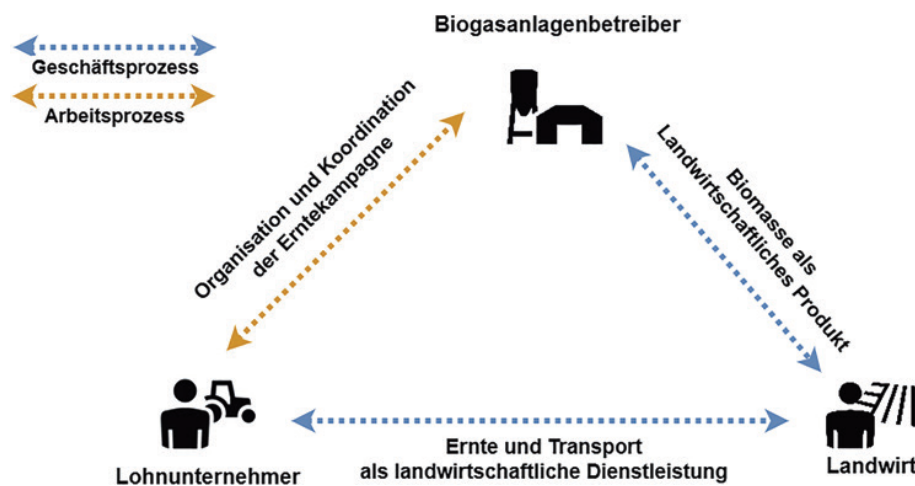 Biogasanlagenbetreiber
Geschäftsprozess
Arbeitsprozess
Organisation und Koordination
der Erntekampagne
Biomasse als
Landwirtschaftliches Produkt
Lohnunternehmer
Ernte und Transport
als landwirtschaftliche Dienstleistung
Landwirt